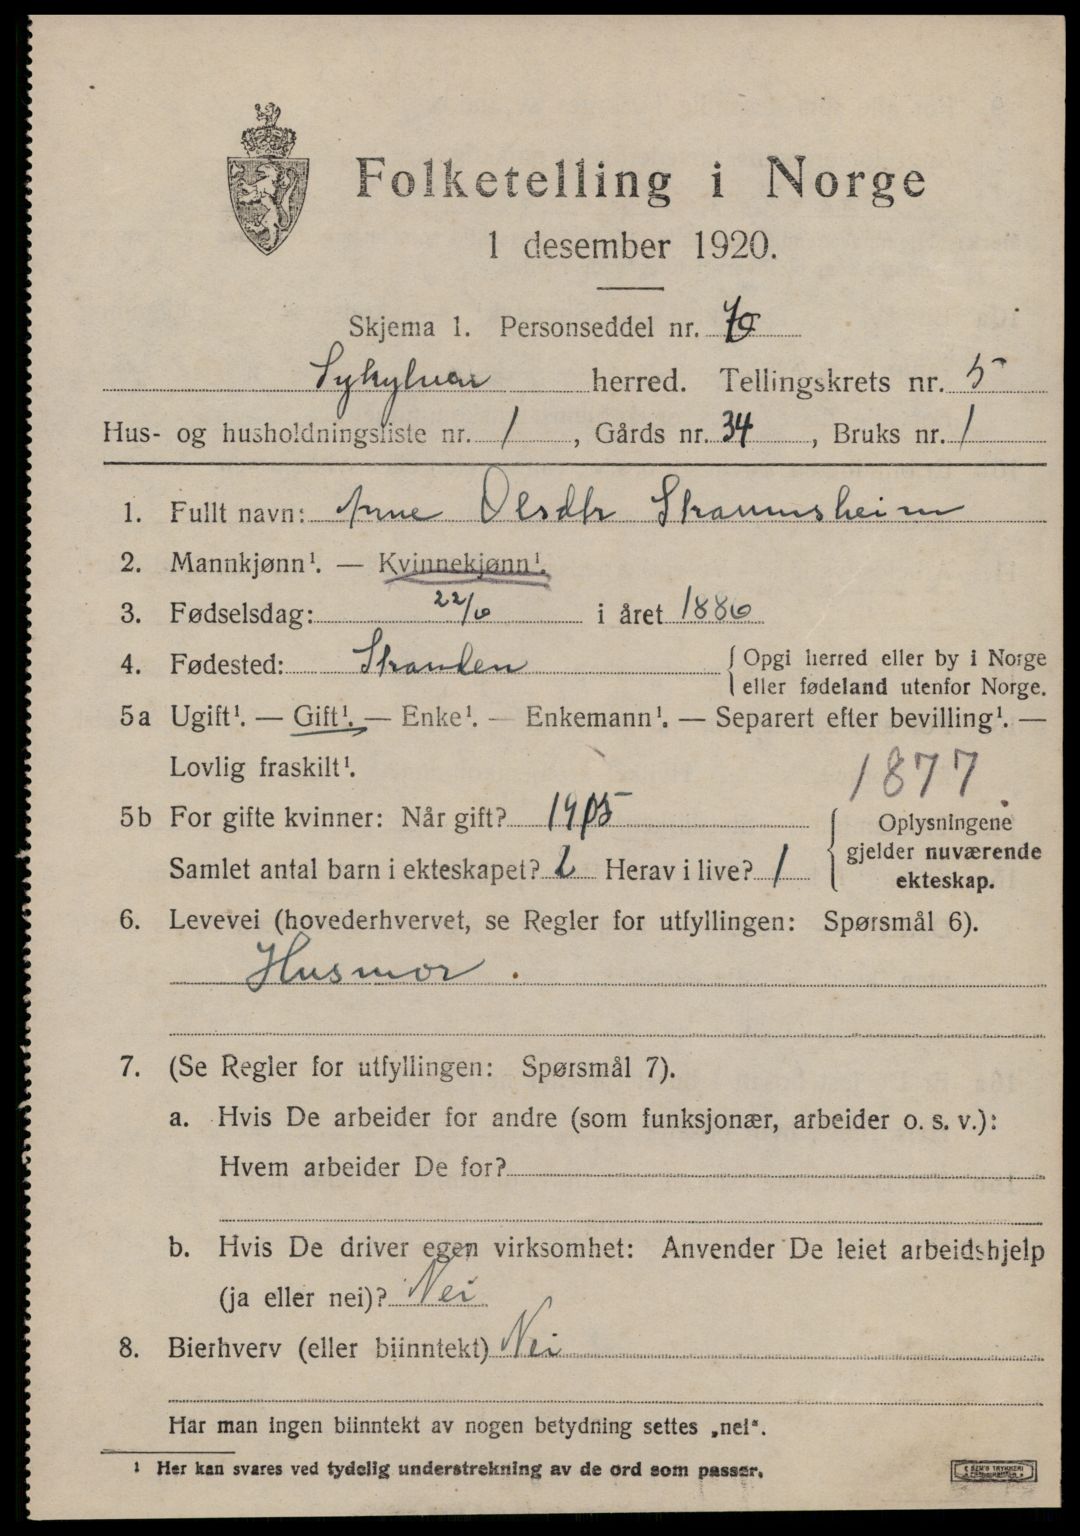 Folketelling i Norge
1 desember 1920.
Skjema 1. Personseddel nr.
Sykylven herred. Tellingskrets nr. 5
Hus- og husholdningsliste nr. 1, Gårds nr. 34, Bruks nr. 1
1. Fullt navn: Anne Olsdtr Straumsheim
2. Mannkjønn¹. — Kvinnekjønn¹.
3. Fødselsdag: 22/6 i året 1886
4. Fødested: Stranden { Opgi herred eller by i Norge
eller fødeland utenfor Norge.
5a Ugift¹. — Gift¹. — Enke¹. — Enkemann¹. — Separert efter bevilling¹. —
Lovlig fraskilt¹.
1877
5b For gifte kvinner: Når gift? 1915
Samlet antal barn i ekteskapet? 2 Herav i live? 1
{ Oplysningene
gjelder nuværende
ekteskap.
6. Levevei (hovederhvervet, se Regler for utfyllingen: Spørsmål 6).
Husmor.
7. (Se Regler for utfyllingen: Spørsmål 7).
a. Hvis De arbeider for andre (som funksjonær, arbeider o. s. v.):
Hvem arbeider De for?
b. Hvis De driver egen virksomhet: Anvender De leiet arbeidshjelp
(ja eller nei)? Nei
8. Bierhverv (eller biinntekt) Nei
Har man ingen biinntekt av nogen betydning settes „nei“.
¹ Her kan svares ved tydelig understrekning av de ord som passer.